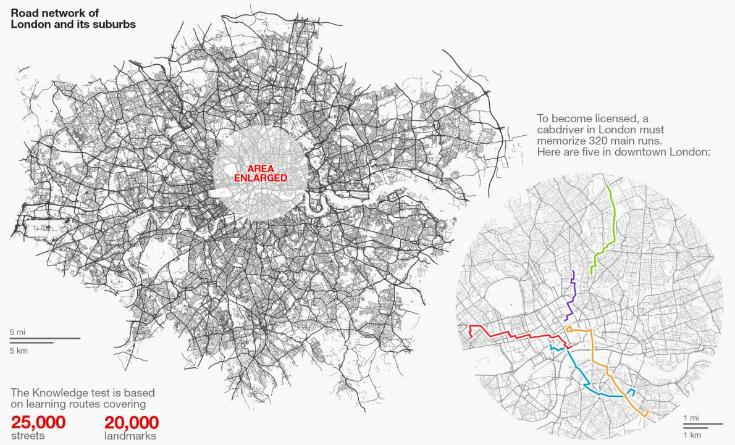 Road network of
London and its suburbs
AREA
ENLARGED
To become licensed, a
cabdriver in London must
memorize 320 main runs.
Here are five in downtown London:
5 mi
5 km
The Knowledge test is based
on learning routes covering
25,000
streets
20,000
landmarks
1 mi
1 km